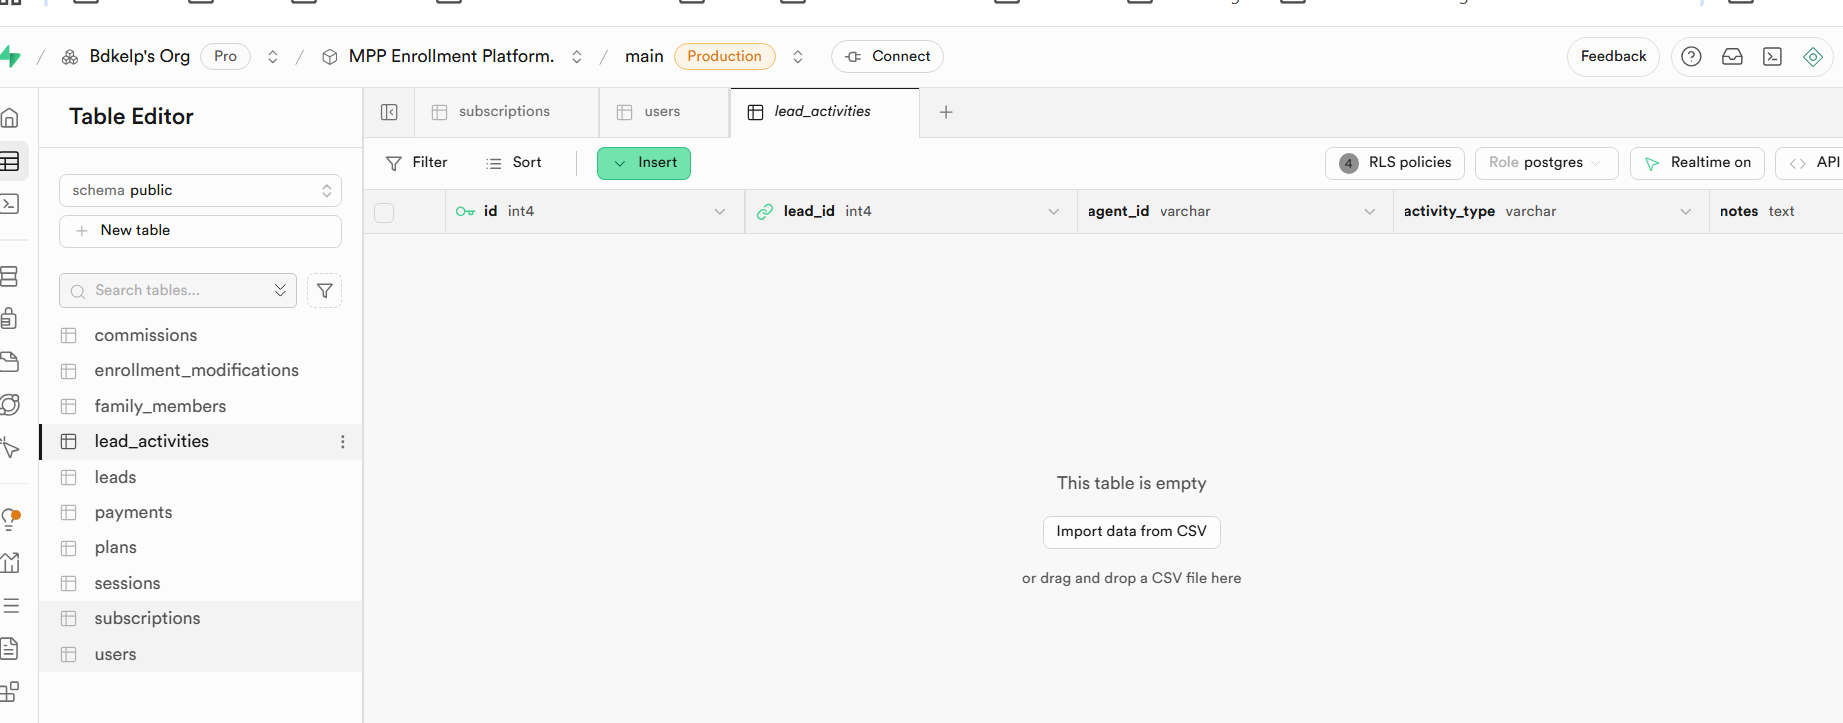 / Bdkelp's Org Pro / MPP Enrollment Platform. / main Production Connect Feedback
Table Editor
subscriptions users lead_activities
Filter Sort Insert 4 RLS policies Role postgres Realtime on API
schema public
id int4 lead_id int4 agent_id varchar activity_type varchar notes text
New table
Search tables...
commissions
enrollment_modifications
family_members
lead_activities
leads
This table is empty
payments
Import data from CSV
plans
or drag and drop a CSV file here
sessions
subscriptions
users